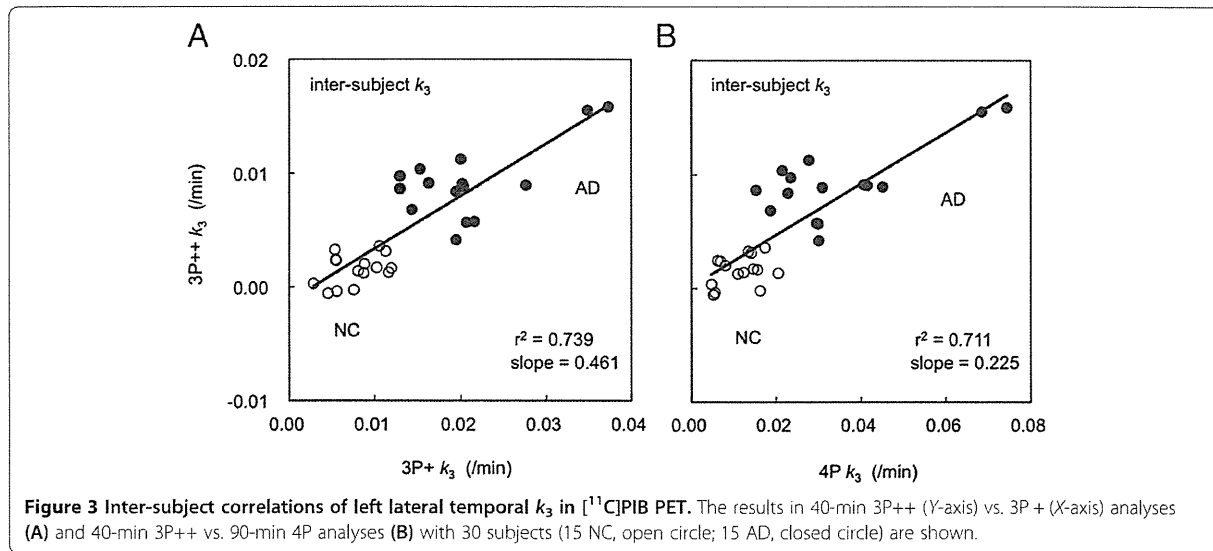 A
B
0.02
0.01
0.00
-0.01
3P++ k₃ (/min)
inter-subject k₃
AD
NC
r² = 0.739
slope = 0.461
0.00 0.01 0.02 0.03 0.04
3P+ k₃ (/min)
inter-subject k₃
AD
NC
r² = 0.711
slope = 0.225
0.00 0.02 0.04 0.06 0.08
4P k₃ (/min)
Figure 3 Inter-subject correlations of left lateral temporal k₃ in [¹¹C]PIB PET. The results in 40-min 3P++ (Y-axis) vs. 3P + (X-axis) analyses
(A) and 40-min 3P++ vs. 90-min 4P analyses (B) with 30 subjects (15 NC, open circle; 15 AD, closed circle) are shown.